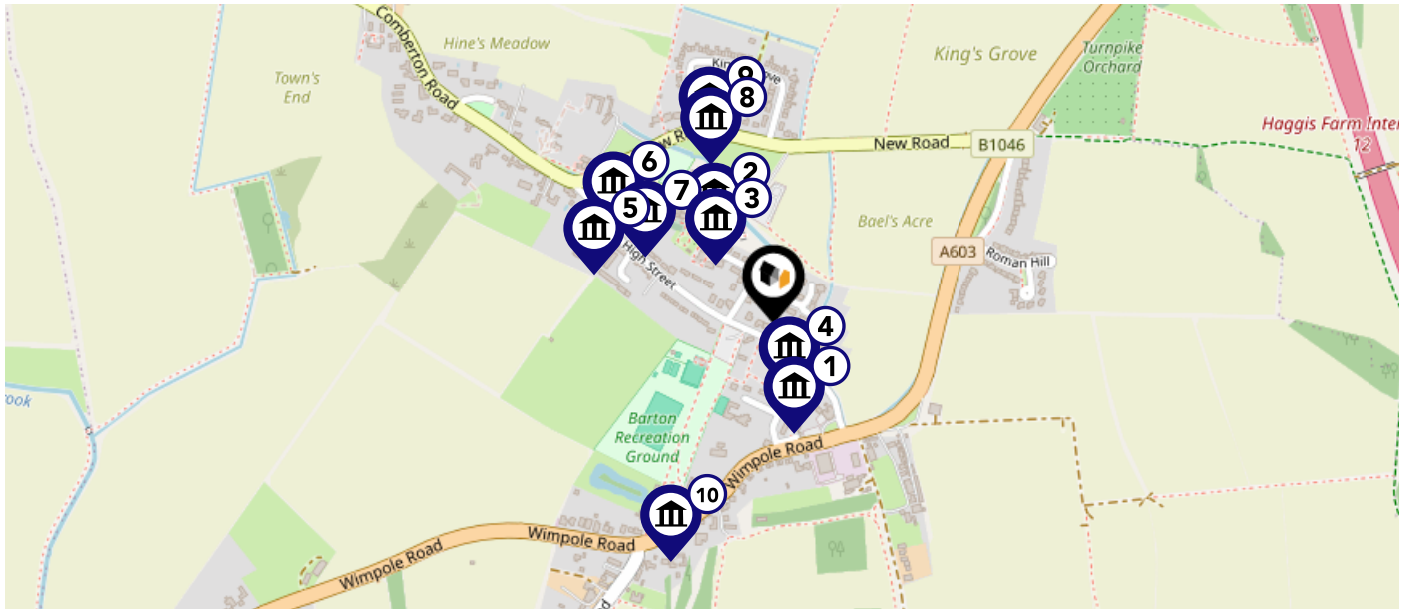 Comberton Road
Hine's Meadow
King's Grove
Turnpike
Orchard
Town's
End
9
8
New Road
B1046
Haggis Farm Inter
12
6
2
7
3
5
Bael's Acre
A603
Roman Hill
High Street
4
1
Barton
Recreation
Ground
Wimpole Road
10
Wimpole Road
Wimpole Road